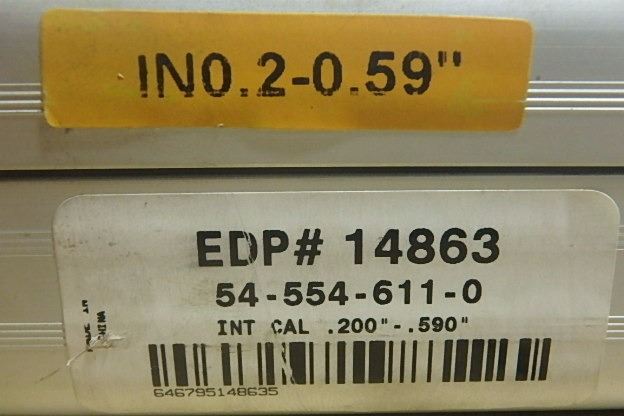 IN0.2-0.59"
EDP# 14863
54-554-611-0
INT CAL .200"-.590"
646795148635